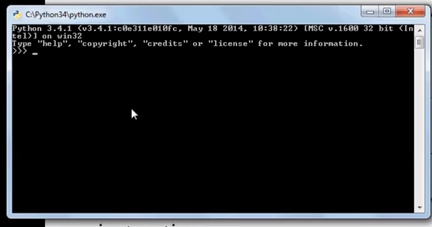 C:\Python34\python.exe
Python 3.4.1 (v3.4.1:c0e311e010fc, May 18 2014, 10:38:22) [MSC v.1600 32 bit (In
tel)] on win32
Type "help", "copyright", "credits" or "license" for more information.
>>> _